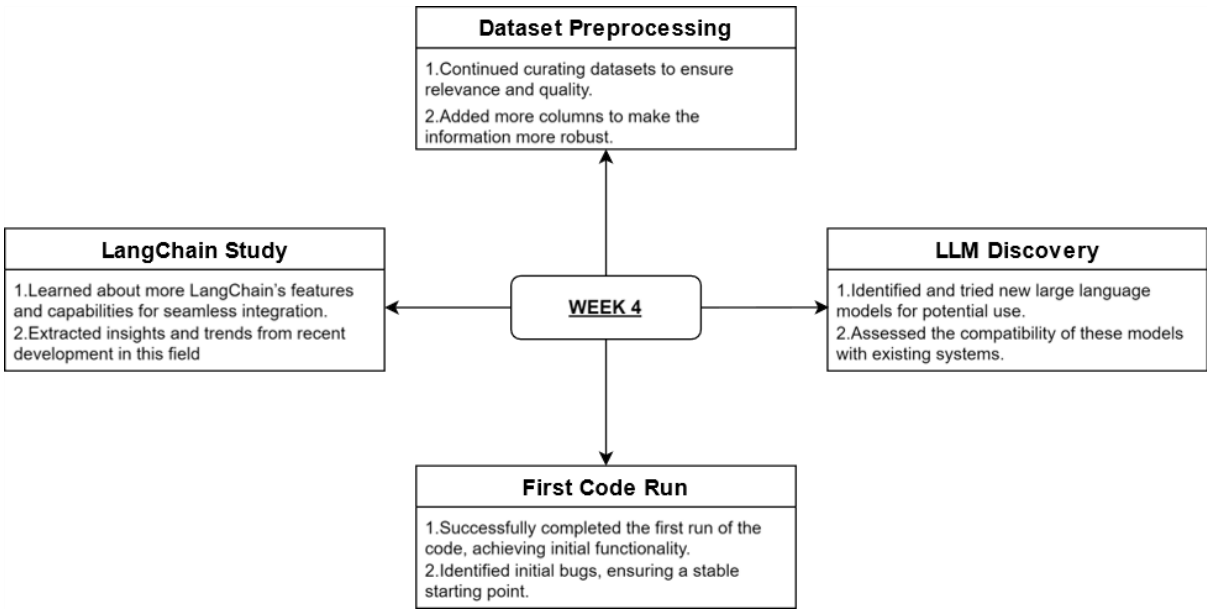 Dataset Preprocessing
1.Continued curating datasets to ensure
relevance and quality.
2.Added more columns to make the
information more robust.
LangChain Study
1.Learned about more LangChain's features
and capabilities for seamless integration.
2.Extracted insights and trends from recent
development in this field
WEEK 4
LLM Discovery
1.Identified and tried new large language
models for potential use.
2.Assessed the compatibility of these models
with existing systems.
First Code Run
1.Successfully completed the first run of the
code, achieving initial functionality.
2.Identified initial bugs, ensuring a stable
starting point.